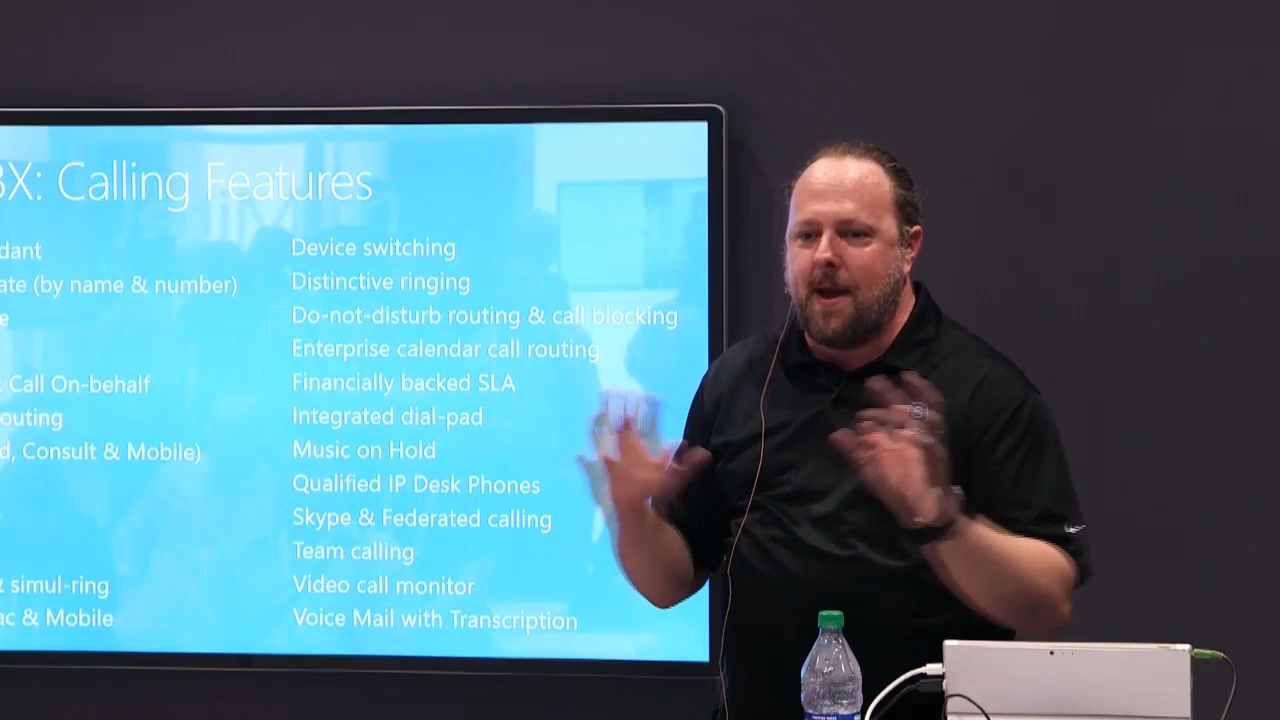 BX: Calling Features
dant
ate (by name & number)
e
& Call On-behalf
outing
d, Consult & Mobile)
& simul-ring
ac & Mobile
Device switching
Distinctive ringing
Do-not-disturb routing & call blocking
Enterprise calendar call routing
Financially backed SLA
Integrated dial-pad
Music on Hold
Qualified IP Desk Phones
Skype & Federated calling
Team calling
Video call monitor
Voice Mail with Transcription